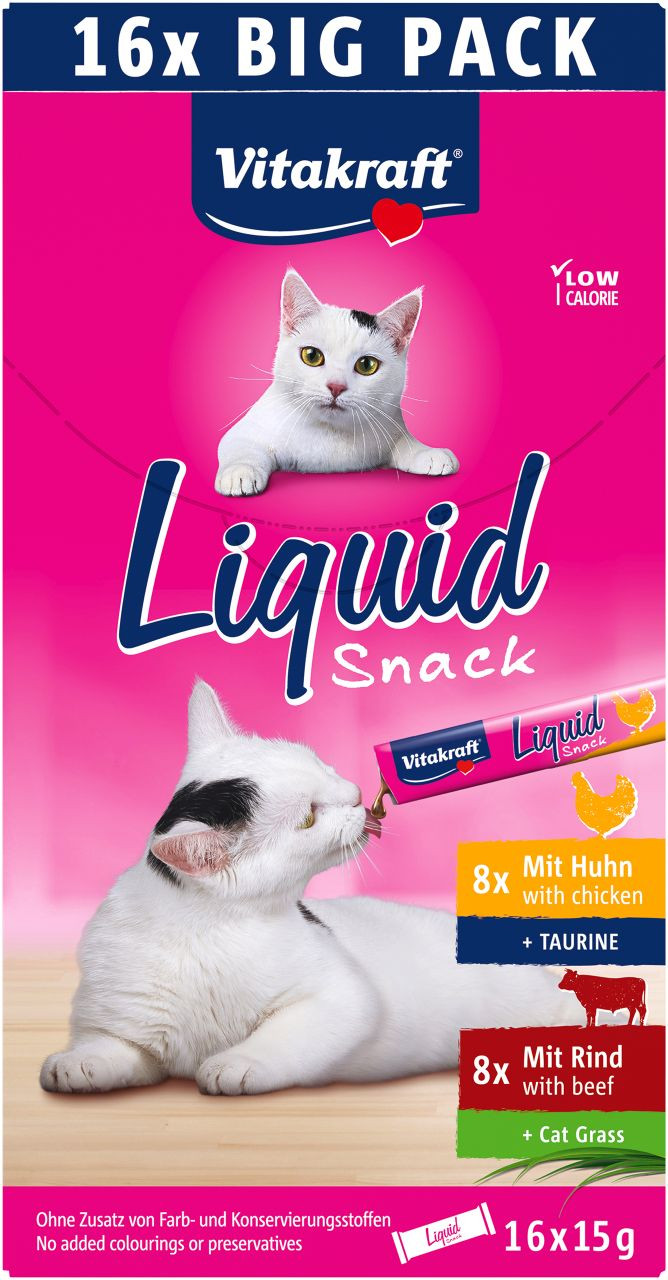 16x BIG PACK
Vitakraft®
LOW
CALORIE
Liquid
Snack
Vitakraft
Liquid
Snack
8x Mit Huhn
with chicken
+ TAURINE
8x Mit Rind
with beef
+ Cat Grass
Ohne Zusatz von Farb- und Konservierungsstoffen
No added colourings or preservatives
Liquid
Snack
16x15g